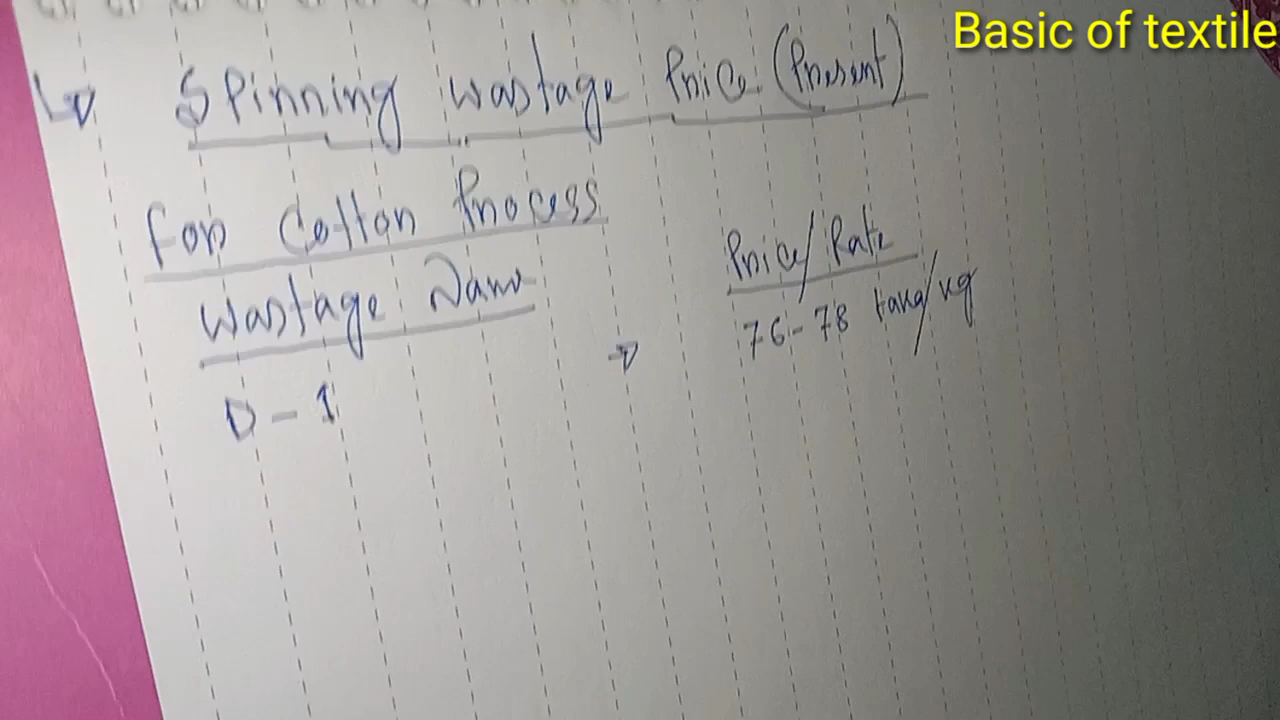 Basic of textile
Spinning wastage Price (Present)
For Cotton Process
Wastage Name
Price/Rate
D-1
76-78 taka/kg